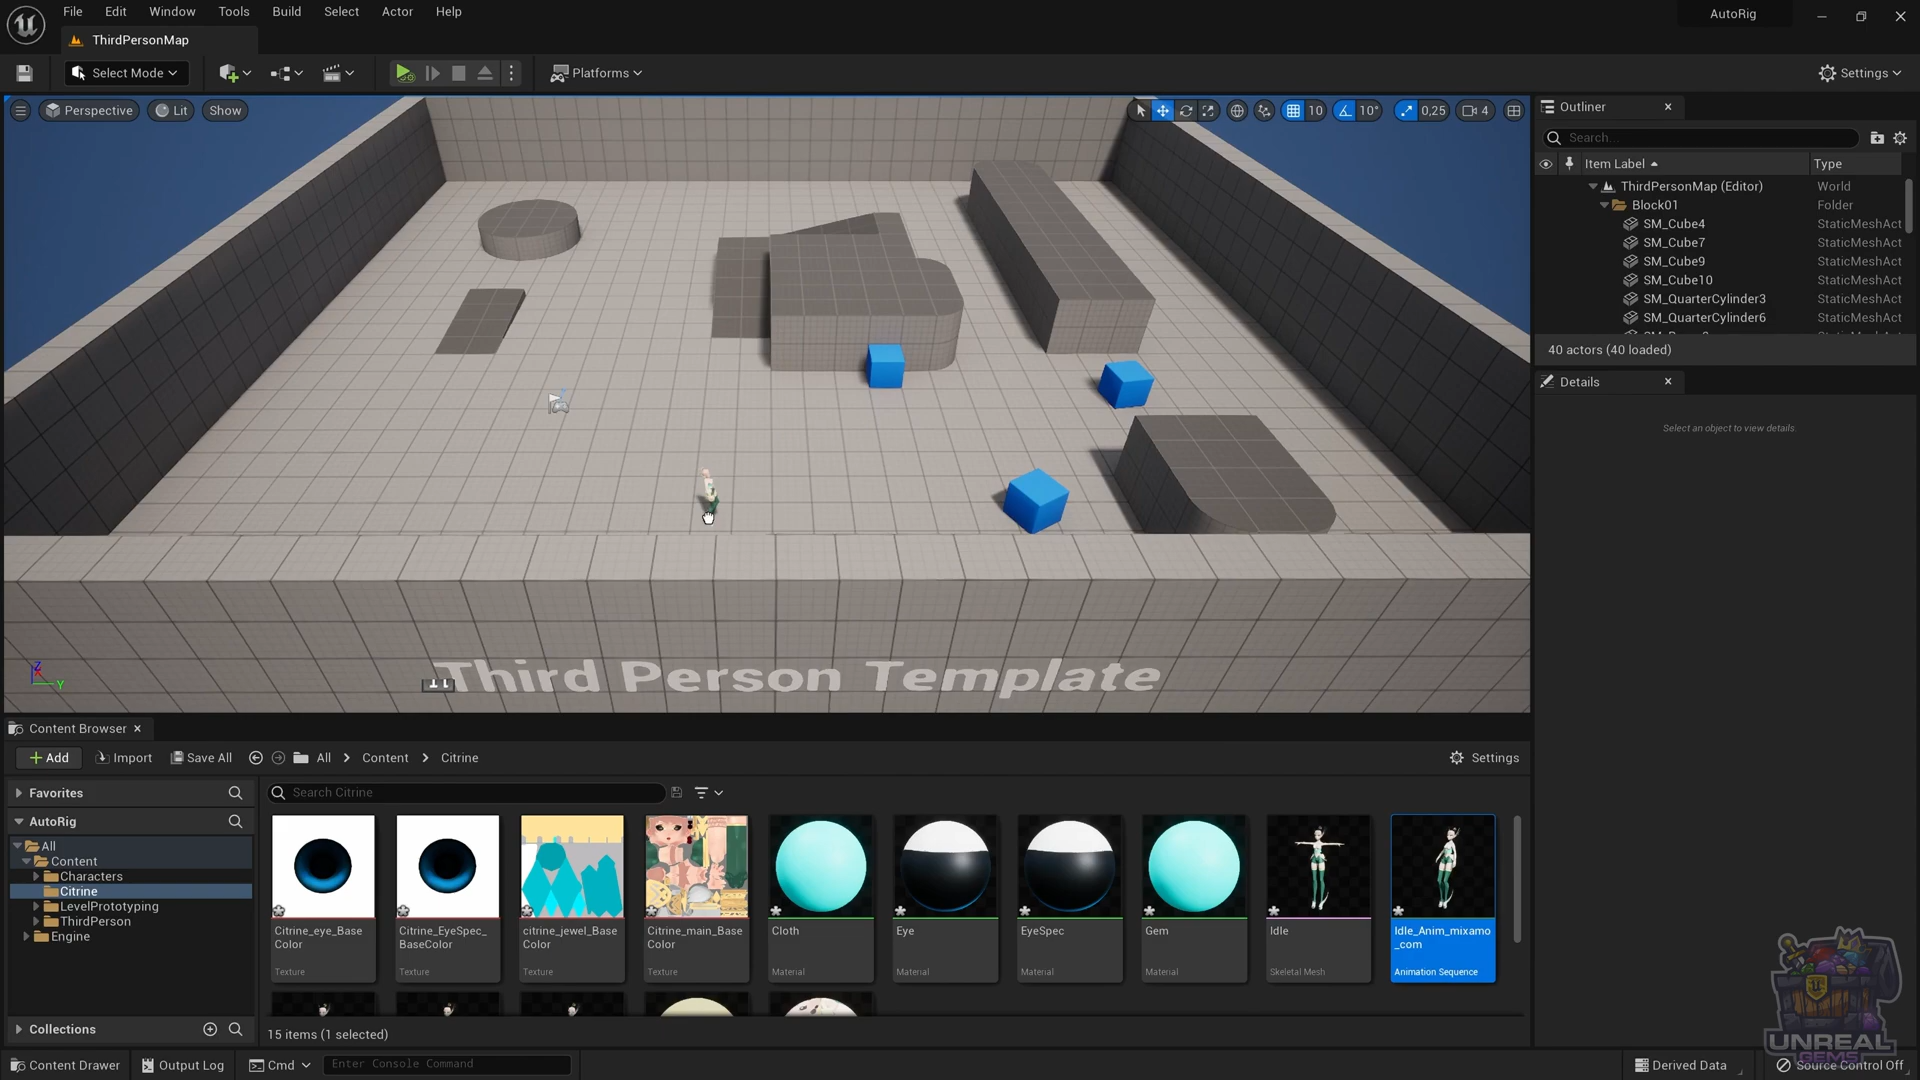 File Edit Window Tools Build Select Actor Help
AutoRig
ThirdPersonMap
Select Mode
Platforms
Settings
Perspective Lit Show
10 10° 0,25 4
Third Person Template
Z
Y
Outliner
Search...
Item Label Type
ThirdPersonMap (Editor) World
Block01 Folder
SM_Cube4 StaticMeshAct
SM_Cube7 StaticMeshAct
SM_Cube9 StaticMeshAct
SM_Cube10 StaticMeshAct
SM_QuarterCylinder3 StaticMeshAct
SM_QuarterCylinder6 StaticMeshAct
40 actors (40 loaded)
Details
Select an object to view details.
Content Browser
Add Import Save All All Content Citrine Settings
Favorites
AutoRig
All
Content
Characters
Citrine
LevelPrototyping
ThirdPerson
Engine
Collections
Search Citrine
Citrine_eye_Base
Color
Texture
Citrine_EyeSpec_
BaseColor
Texture
citrine_jewel_Base
Color
Texture
Citrine_main_Base
Color
Texture
Cloth
Material
Eye
Material
EyeSpec
Material
Gem
Material
Idle
Skeletal Mesh
Idle_Anim_mixamo
_com
Animation Sequence
15 items (1 selected)
Content Drawer Output Log Cmd Enter Console Command
Derived Data Source Control Off
UNREAL
GEMS